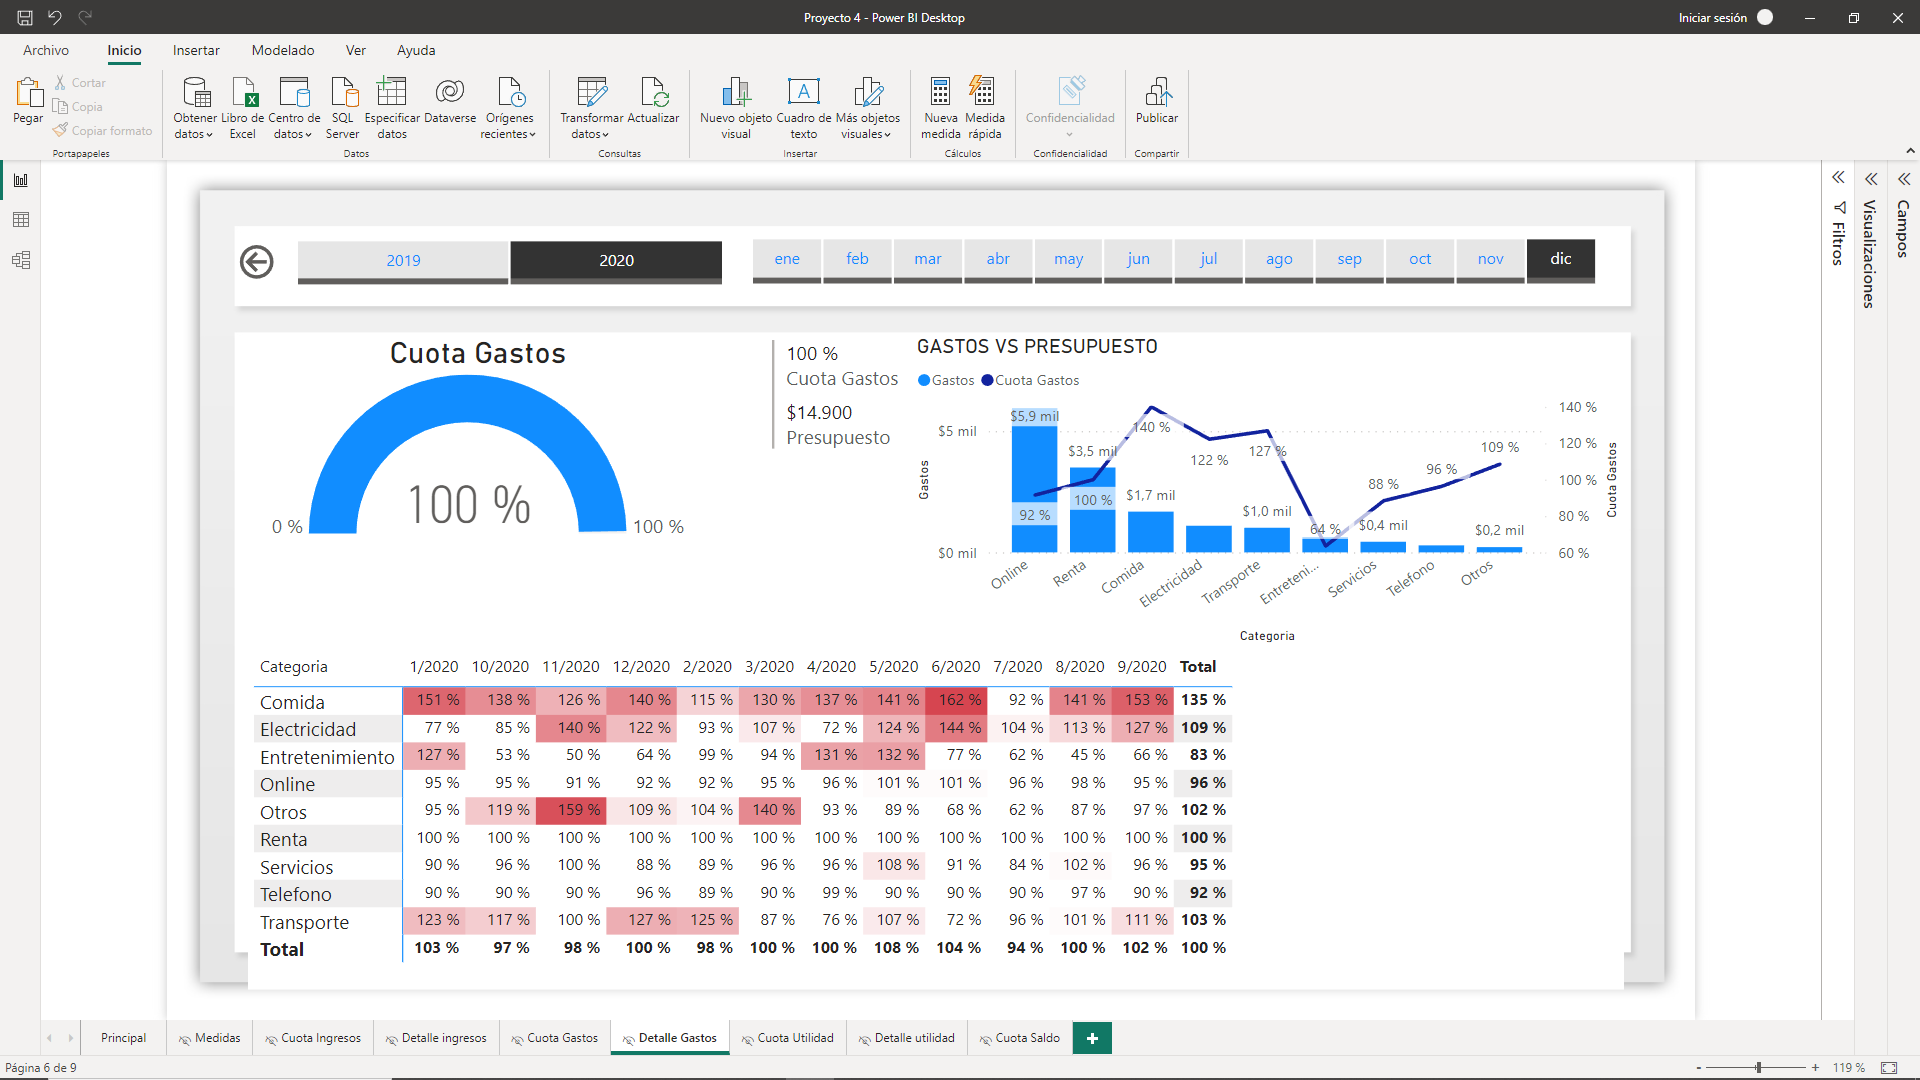 Proyecto 4 - Power BI Desktop
Iniciar sesión
Archivo Inicio Insertar Modelado Ver Ayuda
Pegar
Cortar
Copia
Copiar formato
Portapapeles
Obtener datos
Libro de Excel
Centro de datos
SQL Server
Especificar datos
Dataverse
Orígenes recientes
Datos
Transformar datos
Actualizar
Consultas
Nuevo objeto visual
Cuadro de texto
Más objetos visuales
Insertar
Nueva medida
Medida rápida
Cálculos
Confidencialidad
Confidencialidad
Publicar
Compartir
Filtros
Visualizaciones
Campos
2019 2020
ene feb mar abr may jun jul ago sep oct nov dic
Cuota Gastos
100 %
0 %
100 %
100 %
Cuota Gastos
$14.900
Presupuesto
GASTOS VS PRESUPUESTO
Gastos Cuota Gastos
Gastos
$5 mil
$0 mil
$5,9 mil
$3,5 mil
$1,7 mil
$1,0 mil
$0,4 mil
$0,2 mil
92 %
100 %
140 %
122 %
127 %
64 %
88 %
96 %
109 %
140 %
120 %
100 %
80 %
60 %
Cuota Gastos
Online
Renta
Comida
Electricidad
Transporte
Entreteni...
Servicios
Telefono
Otros
Categoria
Categoria 1/2020 10/2020 11/2020 12/2020 2/2020 3/2020 4/2020 5/2020 6/2020 7/2020 8/2020 9/2020 Total
Comida 151 % 138 % 126 % 140 % 115 % 130 % 137 % 141 % 162 % 92 % 141 % 153 % 135 %
Electricidad 77 % 85 % 140 % 122 % 93 % 107 % 72 % 124 % 144 % 104 % 113 % 127 % 109 %
Entretenimiento 127 % 53 % 50 % 64 % 99 % 94 % 131 % 132 % 77 % 62 % 45 % 66 % 83 %
Online 95 % 95 % 91 % 92 % 92 % 95 % 96 % 101 % 101 % 96 % 98 % 95 % 96 %
Otros 95 % 119 % 159 % 109 % 104 % 140 % 93 % 89 % 68 % 62 % 87 % 97 % 102 %
Renta 100 % 100 % 100 % 100 % 100 % 100 % 100 % 100 % 100 % 100 % 100 % 100 % 100 %
Servicios 90 % 96 % 100 % 88 % 89 % 96 % 96 % 108 % 91 % 84 % 102 % 96 % 95 %
Telefono 90 % 90 % 90 % 96 % 89 % 90 % 99 % 90 % 90 % 90 % 97 % 90 % 92 %
Transporte 123 % 117 % 100 % 127 % 125 % 87 % 76 % 107 % 72 % 96 % 101 % 111 % 103 %
Total 103 % 97 % 98 % 100 % 98 % 100 % 100 % 108 % 104 % 94 % 100 % 102 % 100 %
Principal Medidas Cuota Ingresos Detalle ingresos Cuota Gastos Detalle Gastos Cuota Utilidad Detalle utilidad Cuota Saldo +
Página 6 de 9
- + 119 %